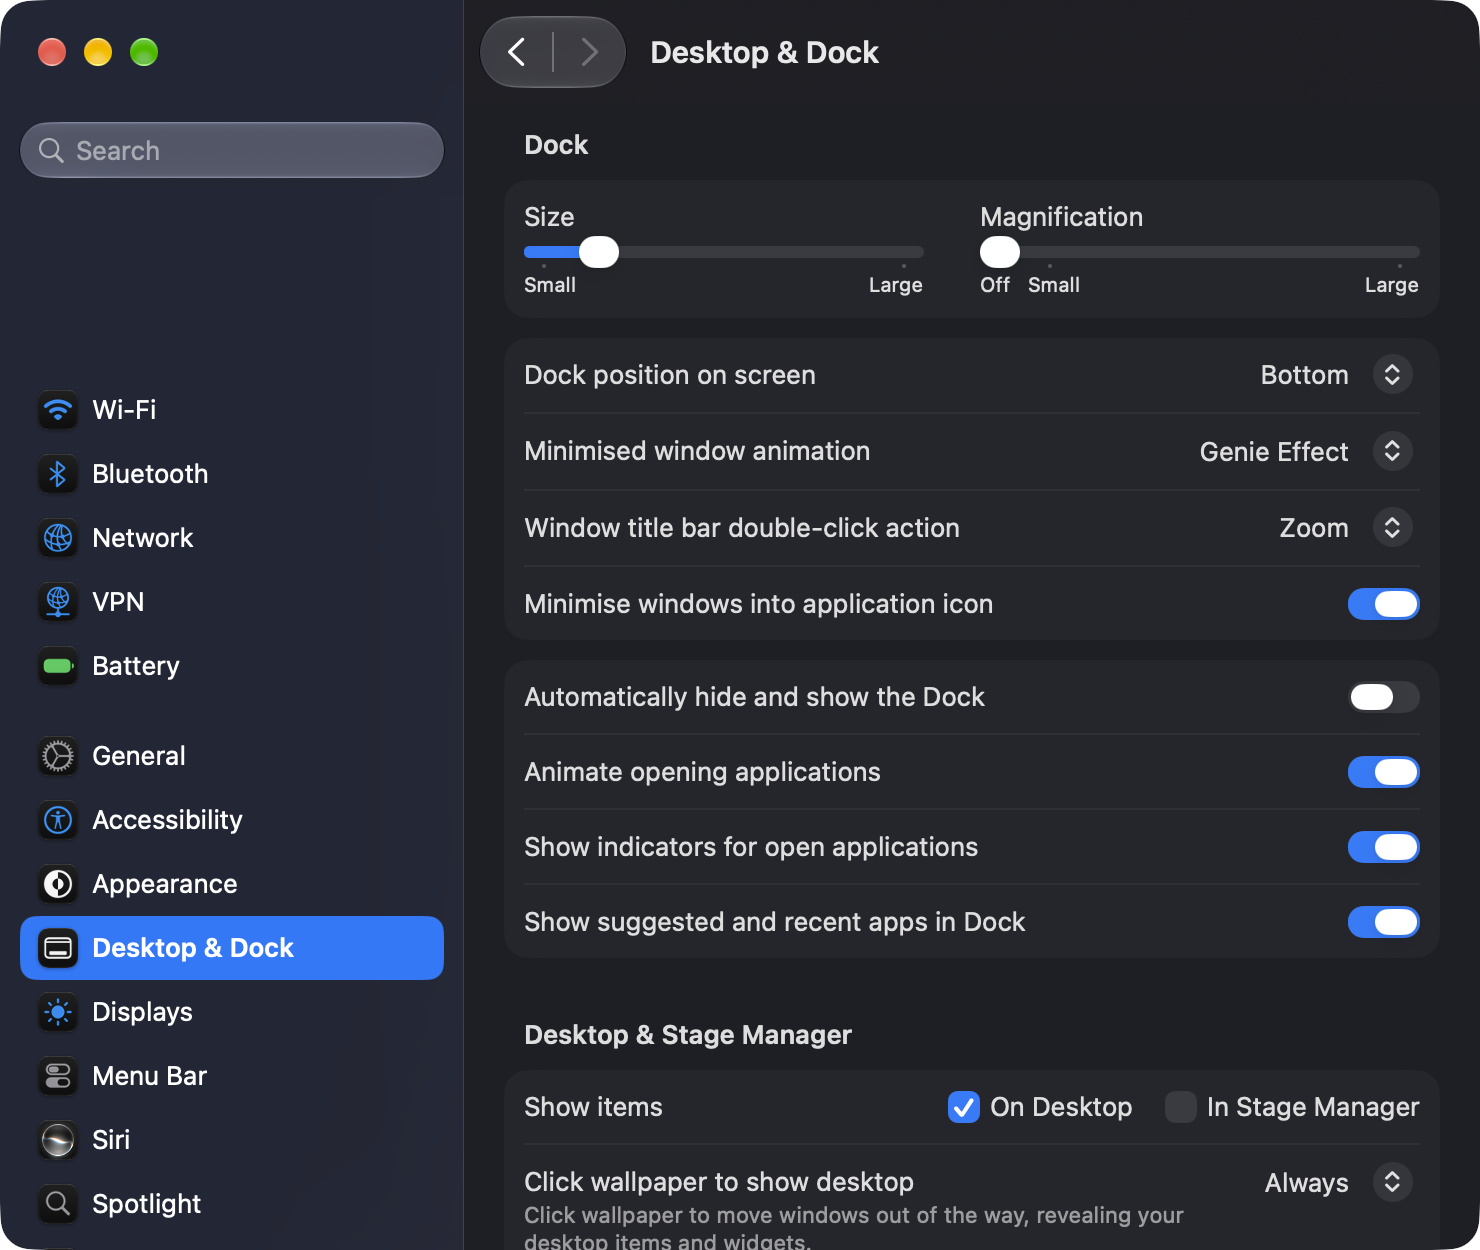 Desktop & Dock
Search
Wi-Fi
Bluetooth
Network
VPN
Battery
General
Accessibility
Appearance
Desktop & Dock
Displays
Menu Bar
Siri
Spotlight
Dock
Size
Small
Large
Magnification
Off
Small
Large
Dock position on screen
Bottom
Minimised window animation
Genie Effect
Window title bar double-click action
Zoom
Minimise windows into application icon
Automatically hide and show the Dock
Animate opening applications
Show indicators for open applications
Show suggested and recent apps in Dock
Desktop & Stage Manager
Show items
On Desktop
In Stage Manager
Click wallpaper to show desktop
Always
Click wallpaper to move windows out of the way, revealing your
desktop items and widgets.